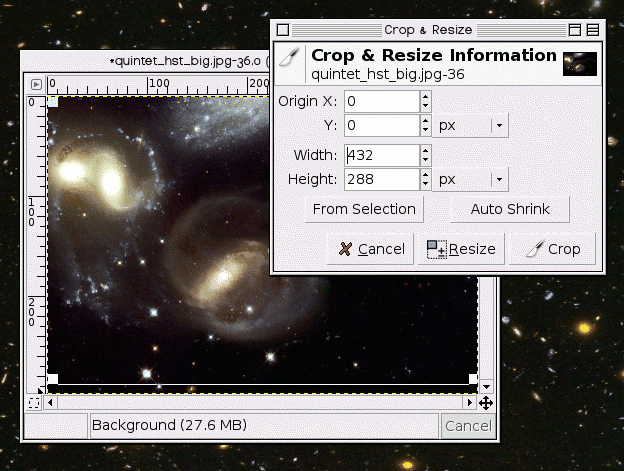 Crop & Resize
Crop & Resize Information
quintet_hst_big.jpg-36
*quintet_hst_big.jpg-36.0 (
0 100 200
Origin X: 0
Y: 0 px
Width: 432
Height: 288 px
From Selection Auto Shrink
Cancel Resize Crop
0
100
200
Background (27.6 MB) Cancel